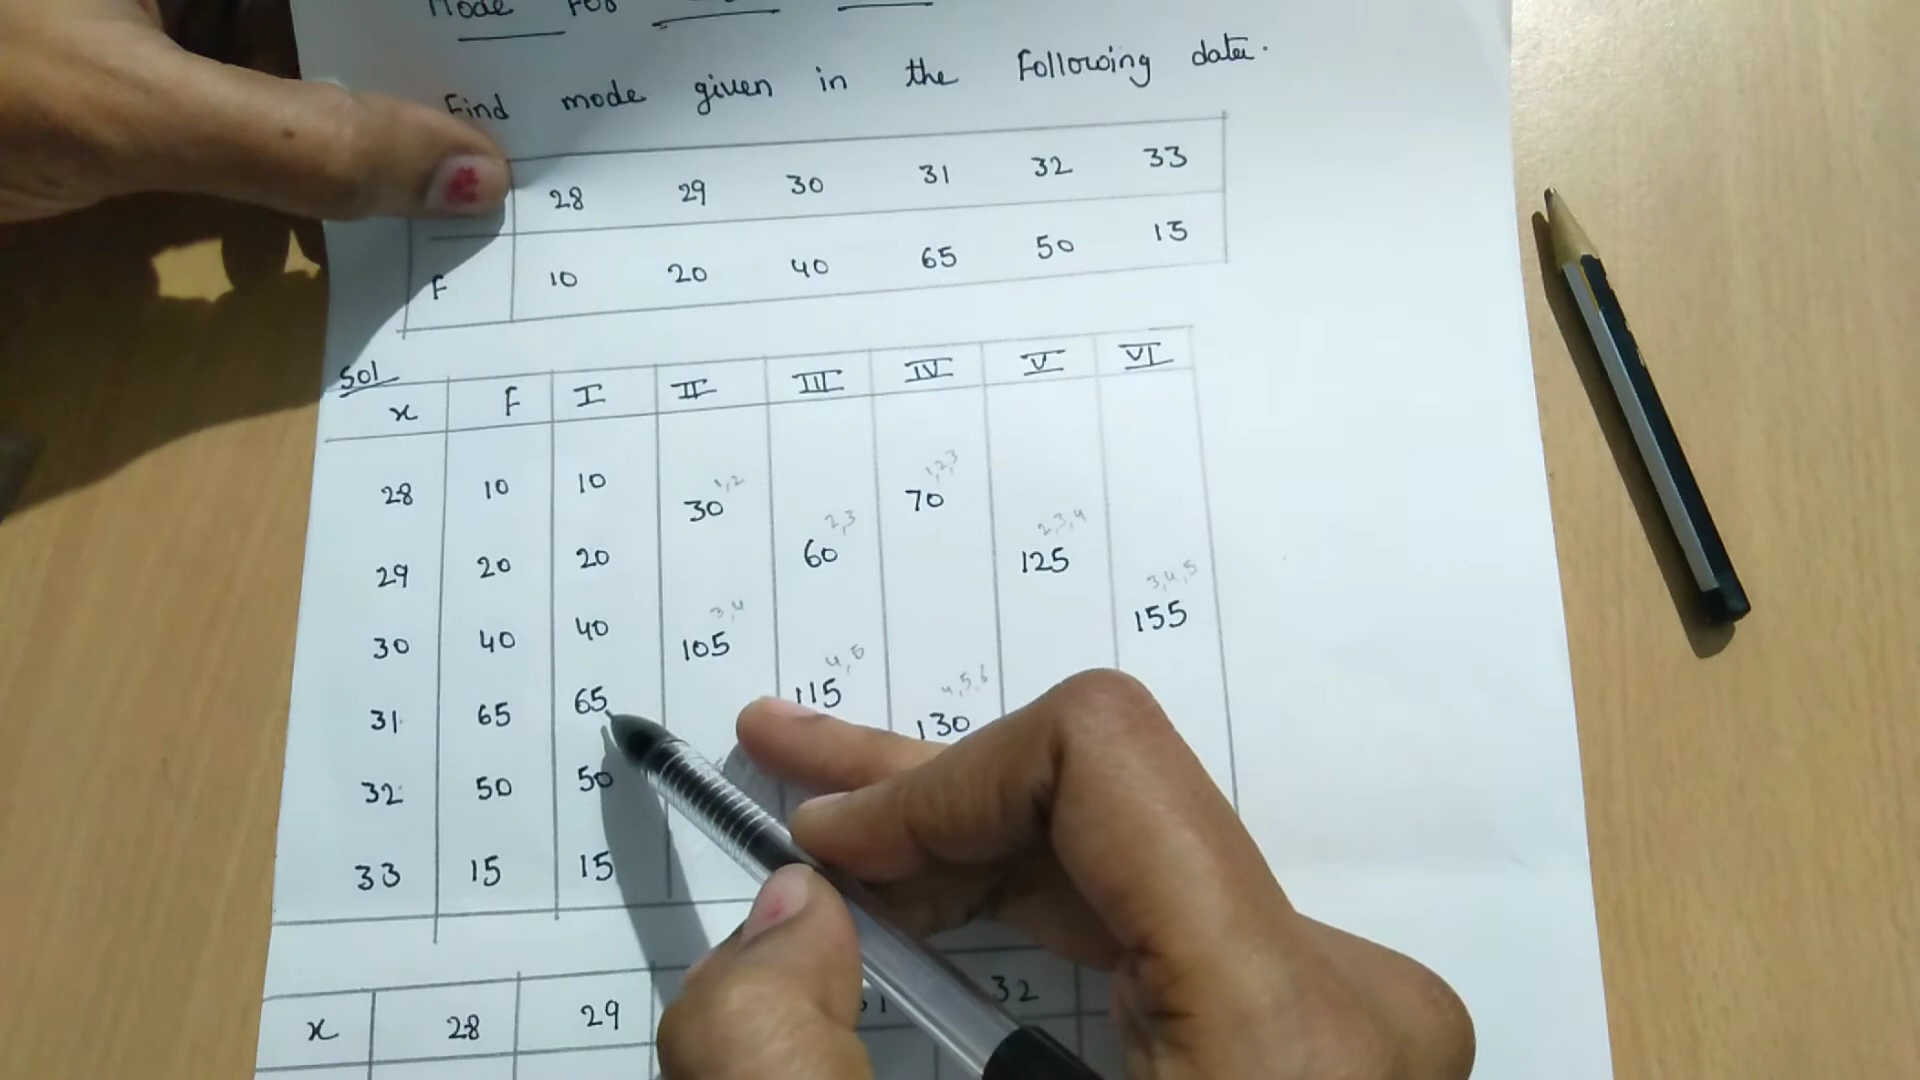 Mode For
Find mode given in the following data.
28 29 30 31 32 33
F 10 20 40 65 50 15
Sol
x F I II III IV V VI
28 10 10 30 1,2 70 1,2,3
29 20 20 60 2,3 125 2,3,4
30 40 40 105 3,4 155 3,4,5
31 65 65 115 4,5 130 4,5,6
32 50 50
33 15 15
x 28 29 32